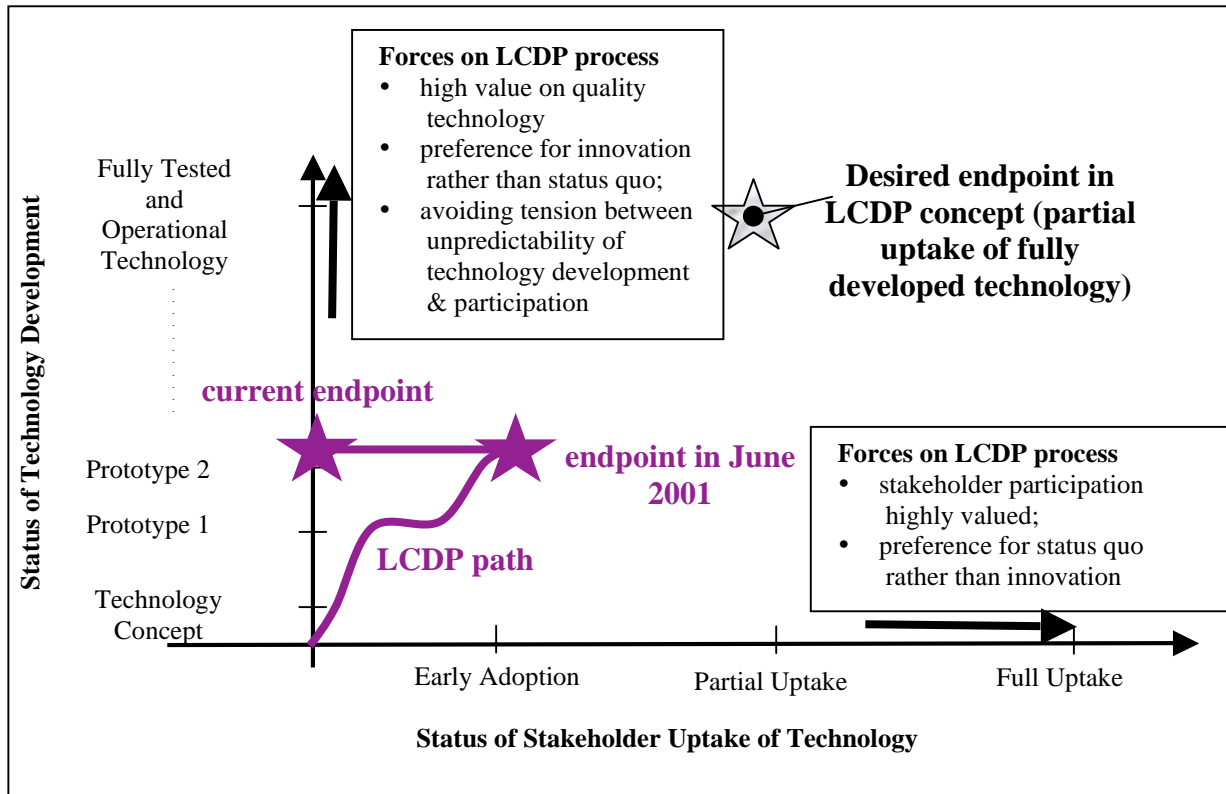 Forces on LCDP process
• high value on quality
technology
• preference for innovation
rather than status quo;
• avoiding tension between
unpredictability of
technology development
& participation
Desired endpoint in
LCDP concept (partial
uptake of fully
developed technology)
Status of Technology Development
Fully Tested
and
Operational
Technology
current endpoint
Prototype 2
endpoint in June
2001
Prototype 1
LCDP path
Technology
Concept
Forces on LCDP process
• stakeholder participation
highly valued;
• preference for status quo
rather than innovation
Early Adoption
Partial Uptake
Full Uptake
Status of Stakeholder Uptake of Technology